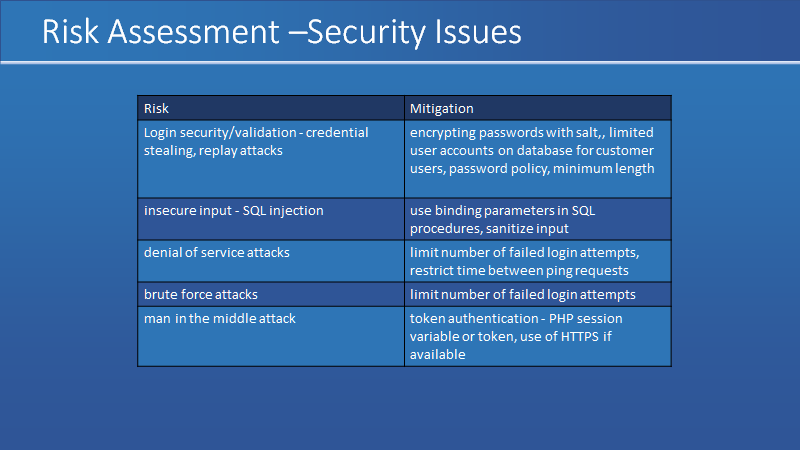 Risk Assessment –Security Issues
Risk
Mitigation
Login security/validation - credential
stealing, replay attacks
encrypting passwords with salt,, limited
user accounts on database for customer
users, password policy, minimum length
insecure input - SQL injection
use binding parameters in SQL
procedures, sanitize input
denial of service attacks
limit number of failed login attempts,
restrict time between ping requests
brute force attacks
limit number of failed login attempts
man in the middle attack
token authentication - PHP session
variable or token, use of HTTPS if
available